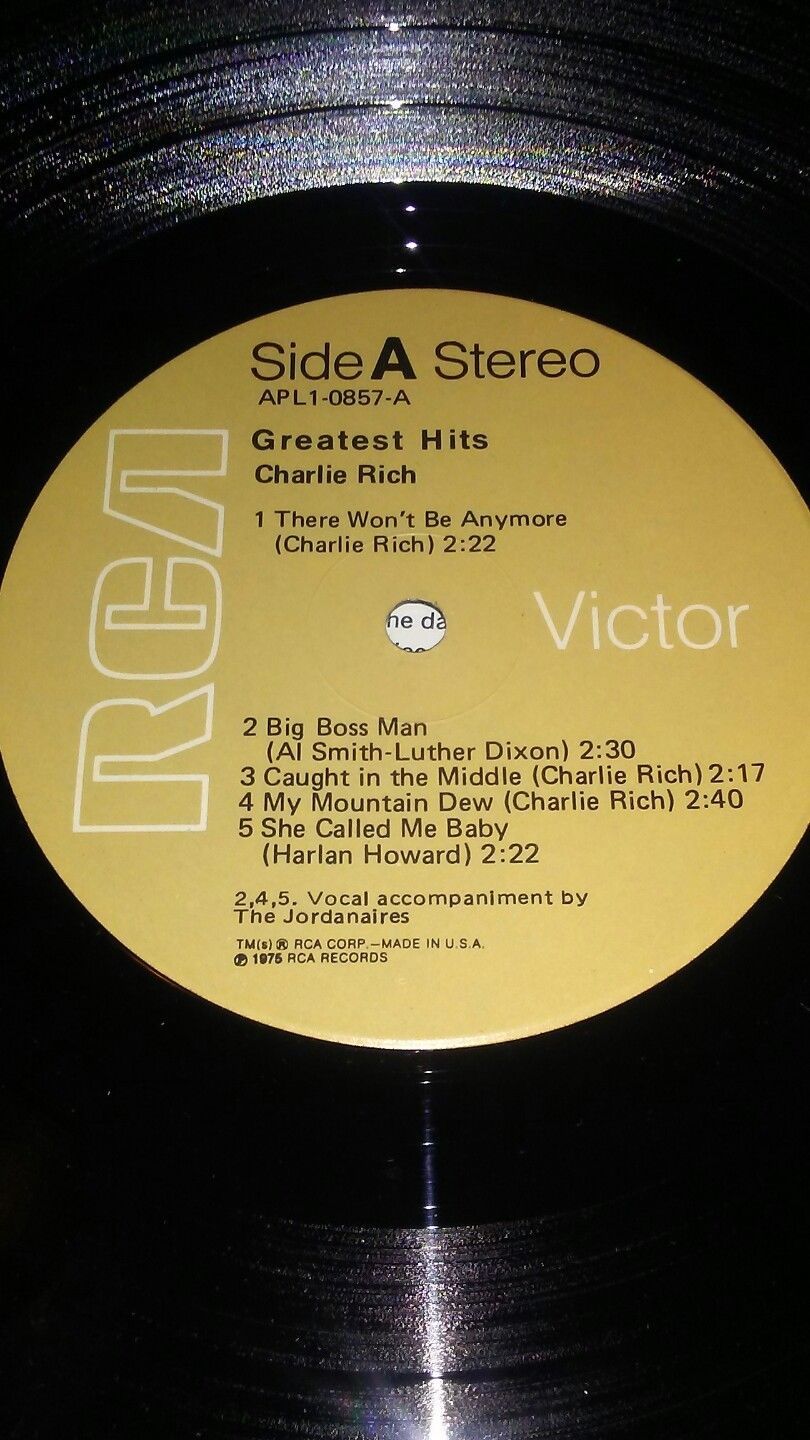 Side A Stereo
APL1-0857-A
Greatest Hits
Charlie Rich
1 There Won't Be Anymore
(Charlie Rich) 2:22
RCA
Victor
he da
2 Big Boss Man
(Al Smith-Luther Dixon) 2:30
3 Caught in the Middle (Charlie Rich) 2:17
4 My Mountain Dew (Charlie Rich) 2:40
5 She Called Me Baby
(Harlan Howard) 2:22
2,4,5. Vocal accompaniment by
The Jordanaires
TM(s) ® RCA CORP.—MADE IN U.S.A.
℗ 1975 RCA RECORDS